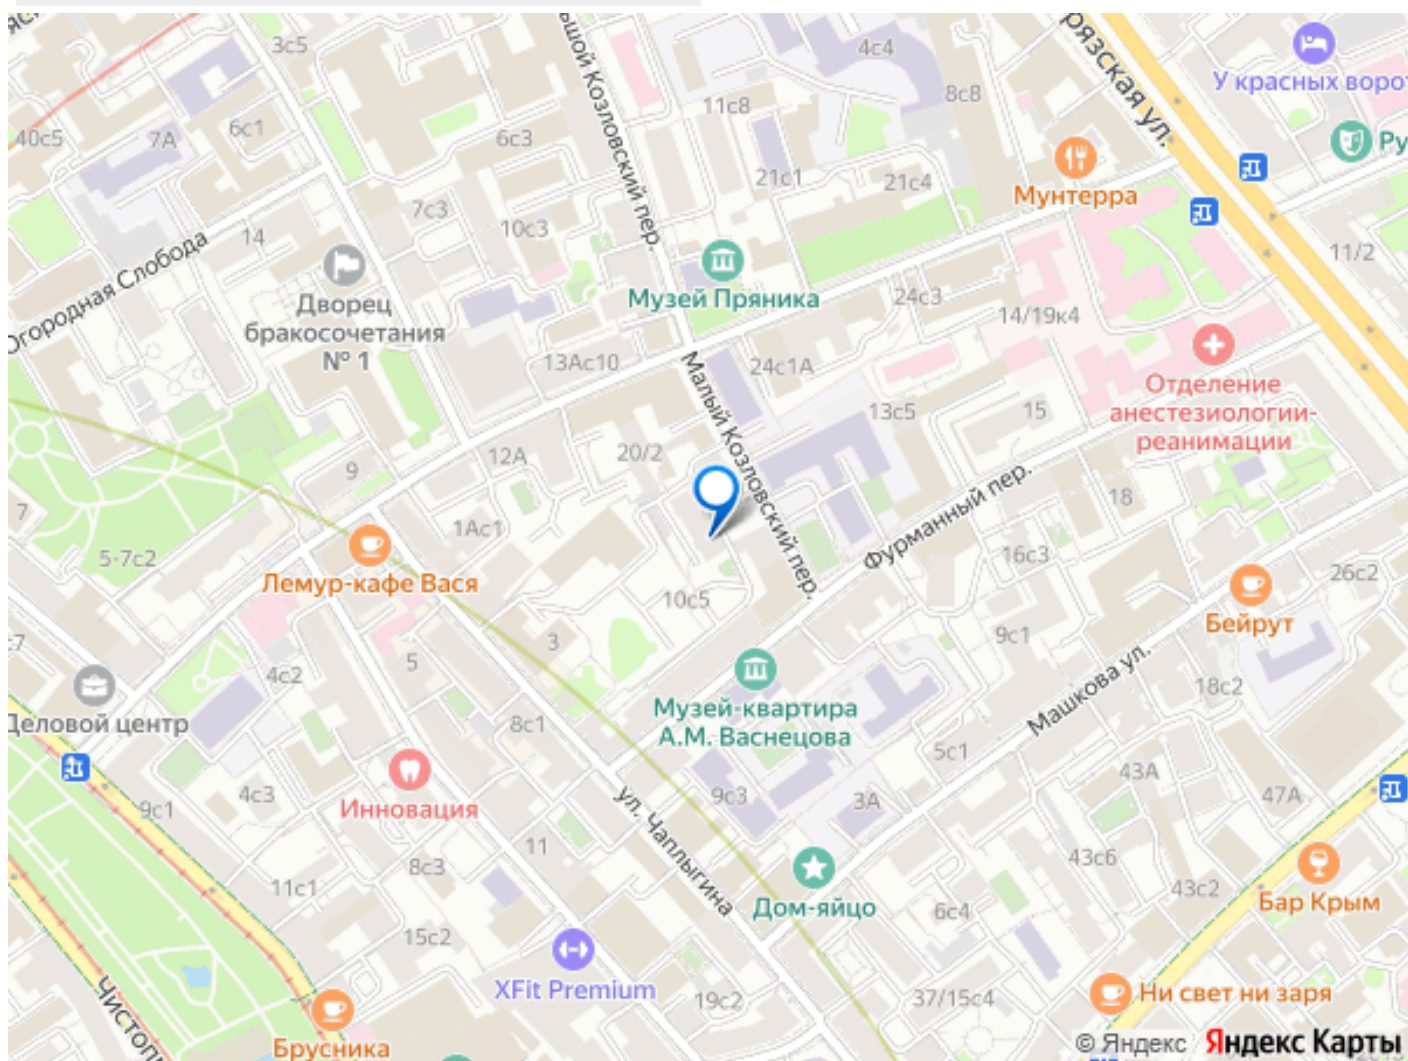 3с5
ьшой Козловский пер.
4с4
рязская ул.
У красных ворот
8с8
11с8
40с5
7А
6с1
6с3
Ру
Мунтерра
21с1
21с4
7с3
10с3
14
11/2
Огородная Слобода
Музей Пряника
24с3
14/19к4
Дворец
бракосочетания
№ 1
13Ас10
24с1А
Малый Козловский пер.
Отделение
анестезиологии-
реанимации
13с5
15
20/2
12А
9
7
18
Фурманный пер.
1Ас1
5-7с2
16с3
26с2
Лемур-кафе Вася
10с5
Бейрут
9с1
3
5
4с2
18с2
Машкова ул.
Деловой центр
8с1
Музей-квартира
А.М. Васнецова
5с1
43А
47А
9с1
4с3
Инновация
9с3
3А
ул. Чаплыгина
11
8с3
11с1
43с6
43с2
Дом-яйцо
6с4
Бар Крым
15с2
XFit Premium
19с2
37/15с4
Ни свет ни заря
Чистопр
Брусника
© Яндекс Яндекс Карты